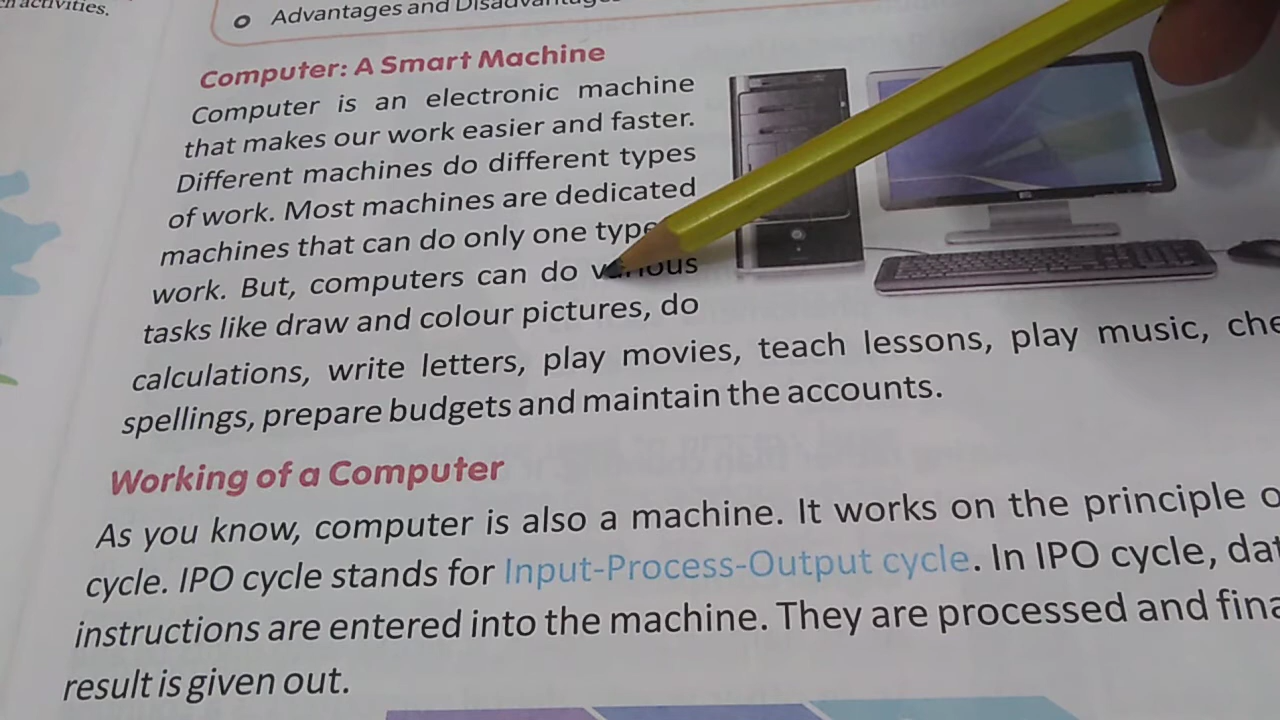 activities.
Advantages and Disadvantages
Computer: A Smart Machine
Computer is an electronic machine
that makes our work easier and faster.
Different machines do different types
of work. Most machines are dedicated
machines that can do only one type
work. But, computers can do various
tasks like draw and colour pictures, do
calculations, write letters, play movies, teach lessons, play music, che
spellings, prepare budgets and maintain the accounts.
Working of a Computer
As you know, computer is also a machine. It works on the principle o
cycle. IPO cycle stands for Input-Process-Output cycle. In IPO cycle, dat
instructions are entered into the machine. They are processed and fina
result is given out.